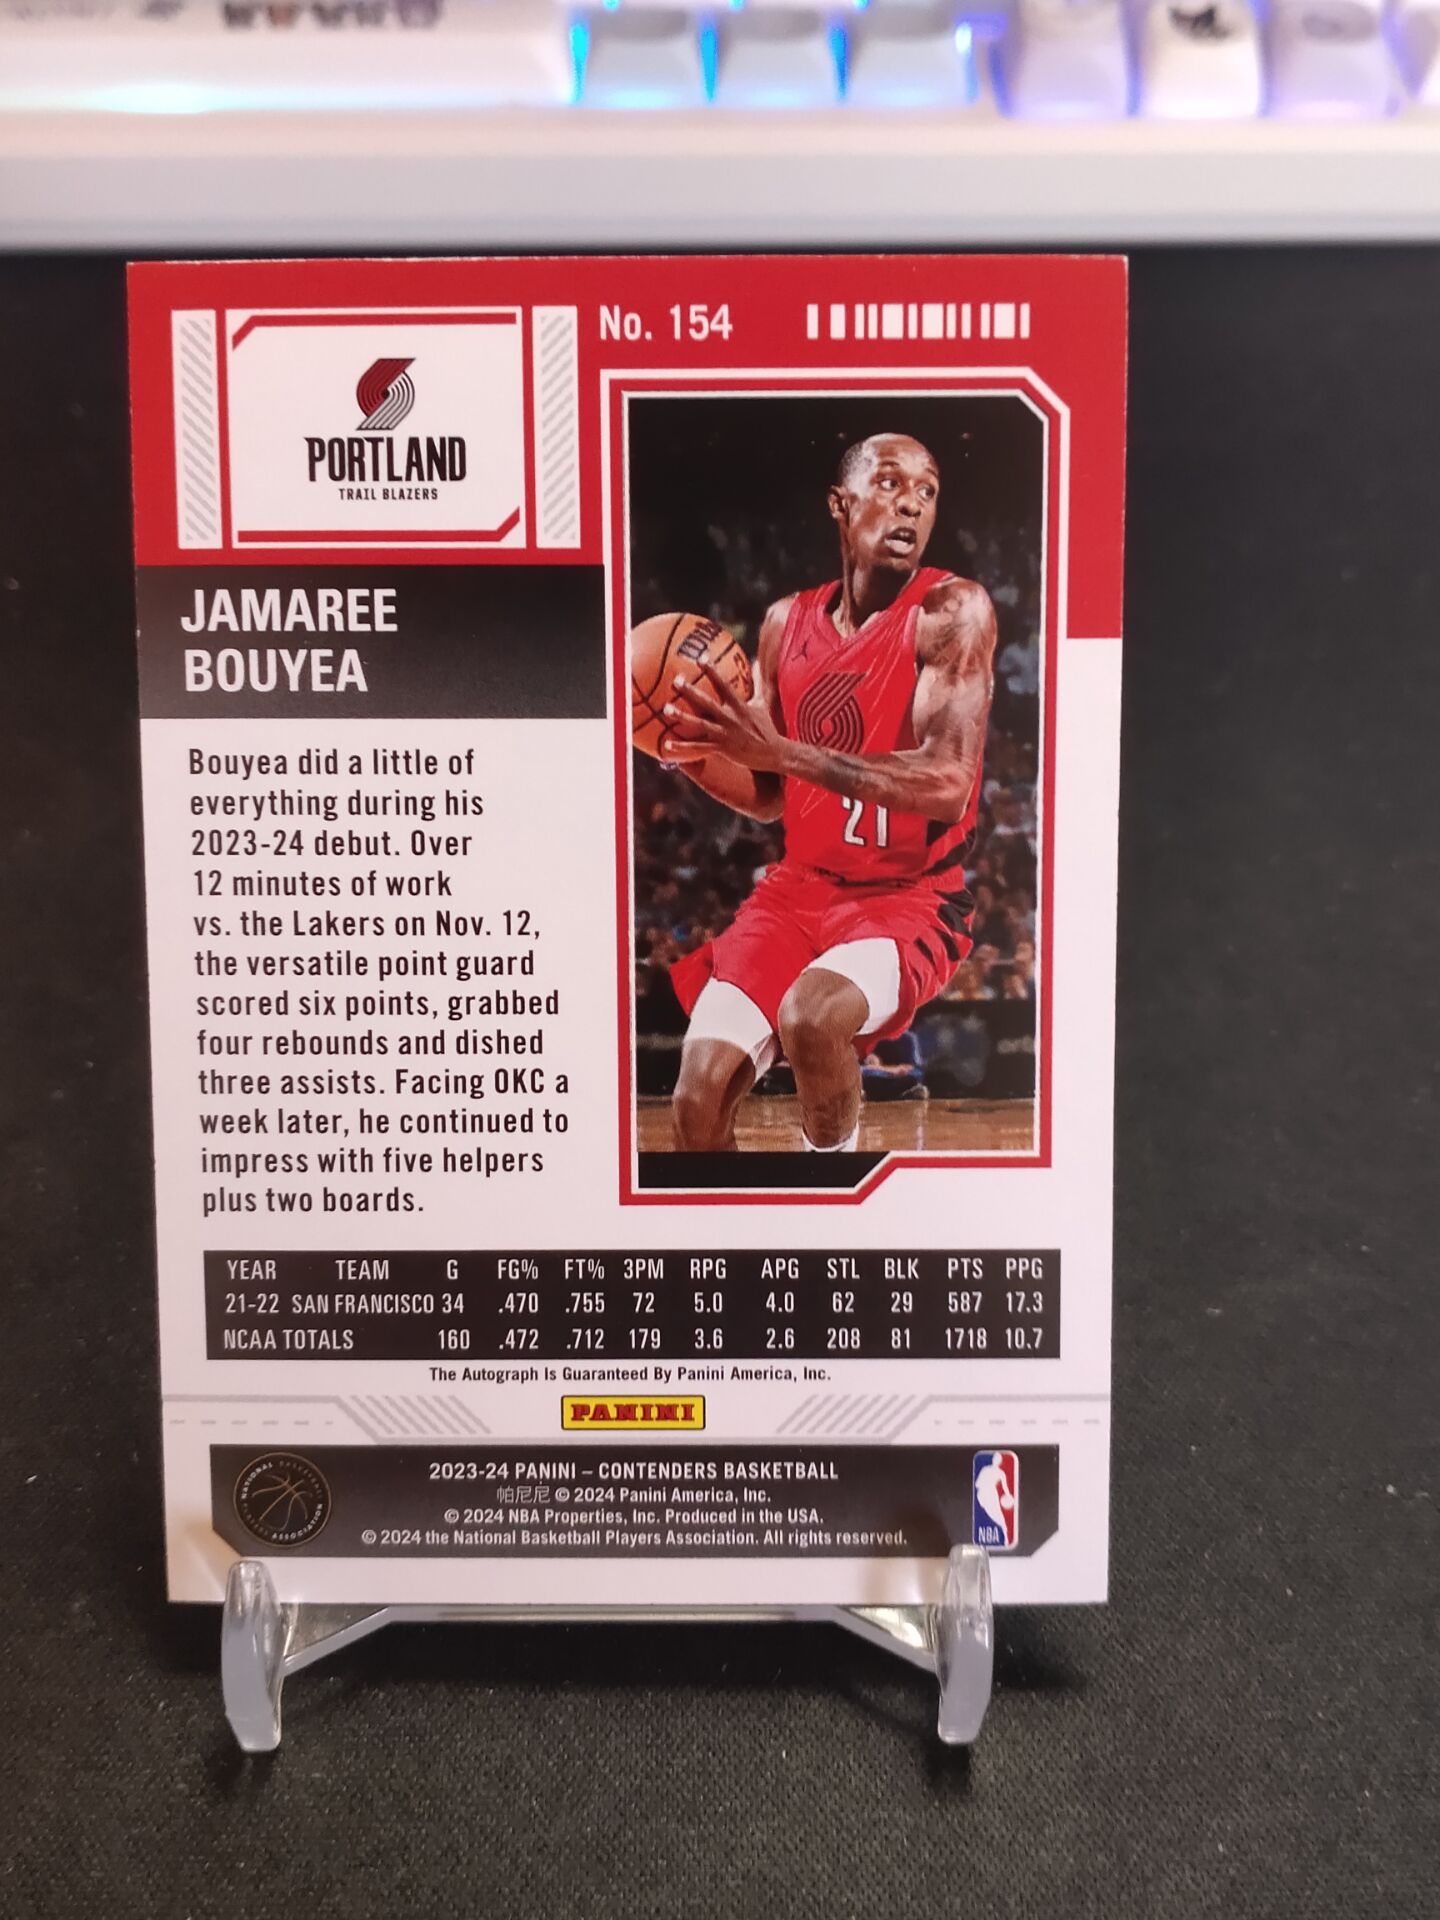 No. 154
PORTLAND
TRAIL BLAZERS
JAMAREE
BOUYEA
Bouyea did a little of
everything during his
2023-24 debut. Over
12 minutes of work
vs. the Lakers on Nov. 12,
the versatile point guard
scored six points, grabbed
four rebounds and dished
three assists. Facing OKC a
week later, he continued to
impress with five helpers
plus two boards.
21
YEAR TEAM G FG% FT% 3PM RPG APG STL BLK PTS PPG
21-22 SAN FRANCISCO 34 .470 .755 72 5.0 4.0 62 29 587 17.3
NCAA TOTALS 160 .472 .712 179 3.6 2.6 208 81 1718 10.7
The Autograph Is Guaranteed By Panini America, Inc.
PANINI
NATIONAL BASKETBALL
PLAYERS ASSOCIATION
2023-24 PANINI – CONTENDERS BASKETBALL
帕尼尼 © 2024 Panini America, Inc.
© 2024 NBA Properties, Inc. Produced in the USA.
© 2024 the National Basketball Players Association. All rights reserved.
NBA